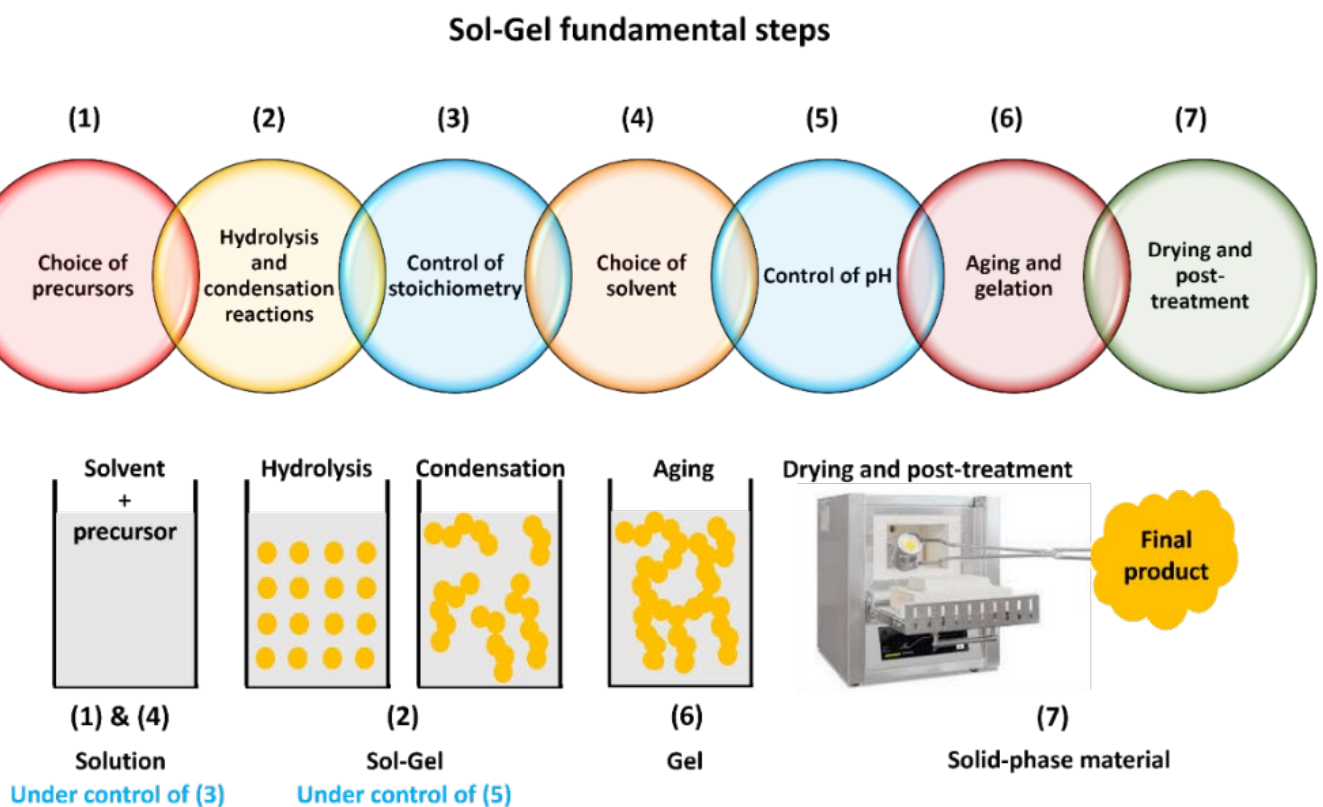 Sol-Gel fundamental steps
(1)
(2)
(3)
(4)
(5)
(6)
(7)
Choice of
precursors
Hydrolysis
and
condensation
reactions
Control of
stoichiometry
Choice of
solvent
Control of pH
Aging and
gelation
Drying and
post-
treatment
Solvent
+
precursor
Hydrolysis
Condensation
Aging
Drying and post-treatment
Final
product
(1) & (4)
(2)
(6)
(7)
Solution
Sol-Gel
Gel
Solid-phase material
Under control of (3)
Under control of (5)